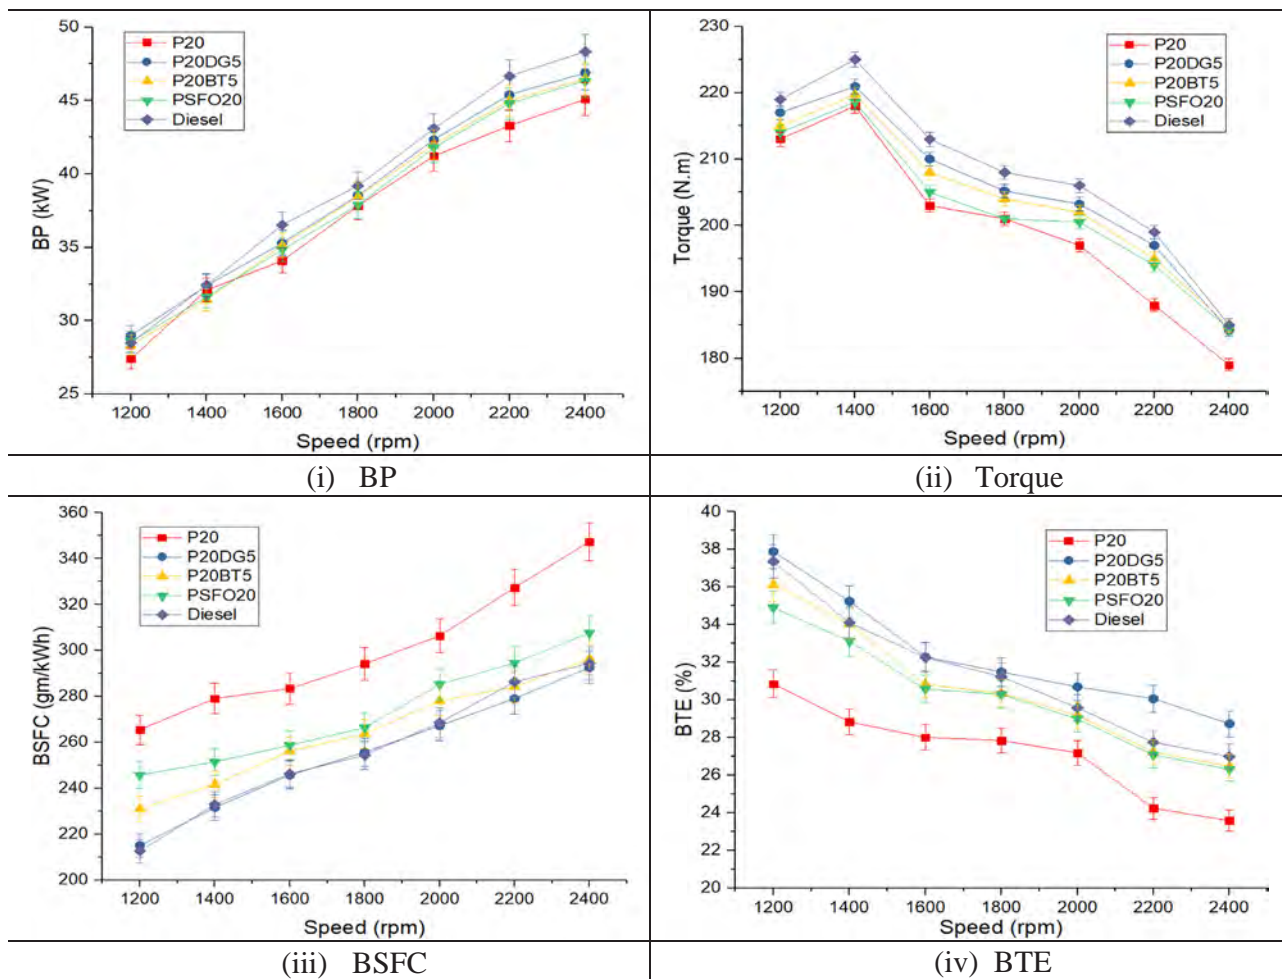 50
45
40
35
30
25
BP (kW)
P20
P20DG5
P20BT5
PSFO20
Diesel
1200 1400 1600 1800 2000 2200 2400
Speed (rpm)
(i) BP
230
220
210
200
190
180
Torque (N.m)
P20
P20DG5
P20BT5
PSFO20
Diesel
1200 1400 1600 1800 2000 2200 2400
Speed (rpm)
(ii) Torque
360
340
320
300
280
260
240
220
200
BSFC (gm/kWh)
P20
P20DG5
P20BT5
PSFO20
Diesel
1200 1400 1600 1800 2000 2200 2400
Speed (rpm)
(iii) BSFC
40
38
36
34
32
30
28
26
24
22
20
BTE (%)
P20
P20DG5
P20BT5
PSFO20
Diesel
1200 1400 1600 1800 2000 2200 2400
Speed (rpm)
(iv) BTE